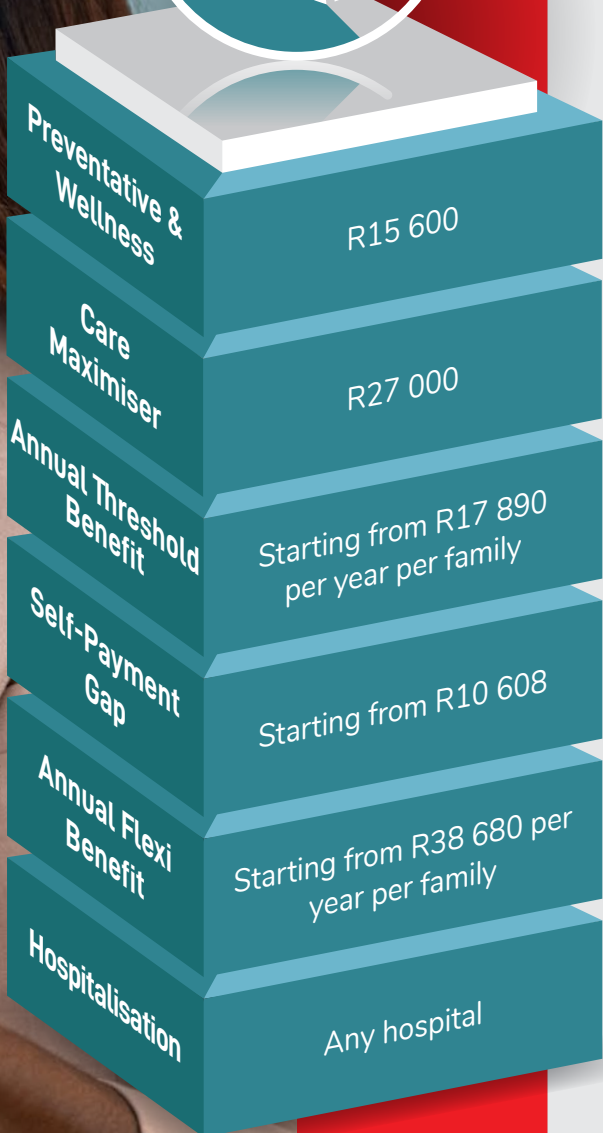 Preventative &
Wellness
R15 600
Care
Maximiser
R27 000
Annual Threshold
Benefit
Starting from R17 890
per year per family
Self-Payment
Gap
Starting from R10 608
Annual Flexi
Benefit
Starting from R38 680 per
year per family
Hospitalisation
Any hospital